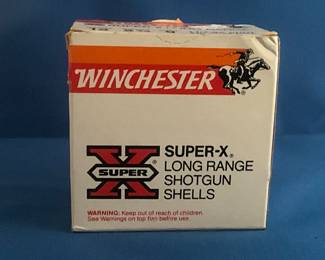 WINCHESTER
SUPER
SUPER-X®
LONG RANGE
SHOTGUN
SHELLS
WARNING: Keep out of reach of children.
See Warnings on top flap before use.